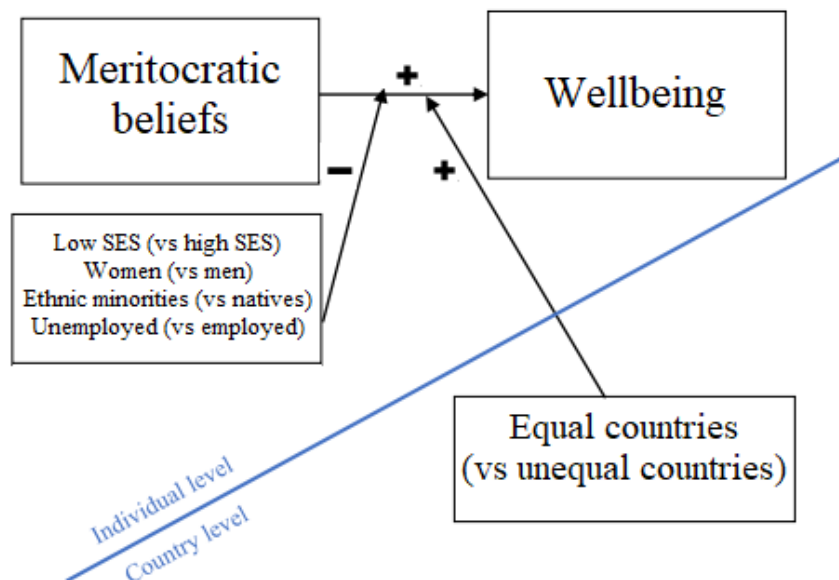 Meritocratic
beliefs
+
Wellbeing
−
+
Low SES (vs high SES)
Women (vs men)
Ethnic minorities (vs natives)
Unemployed (vs employed)
Equal countries
(vs unequal countries)
Individual level
Country level